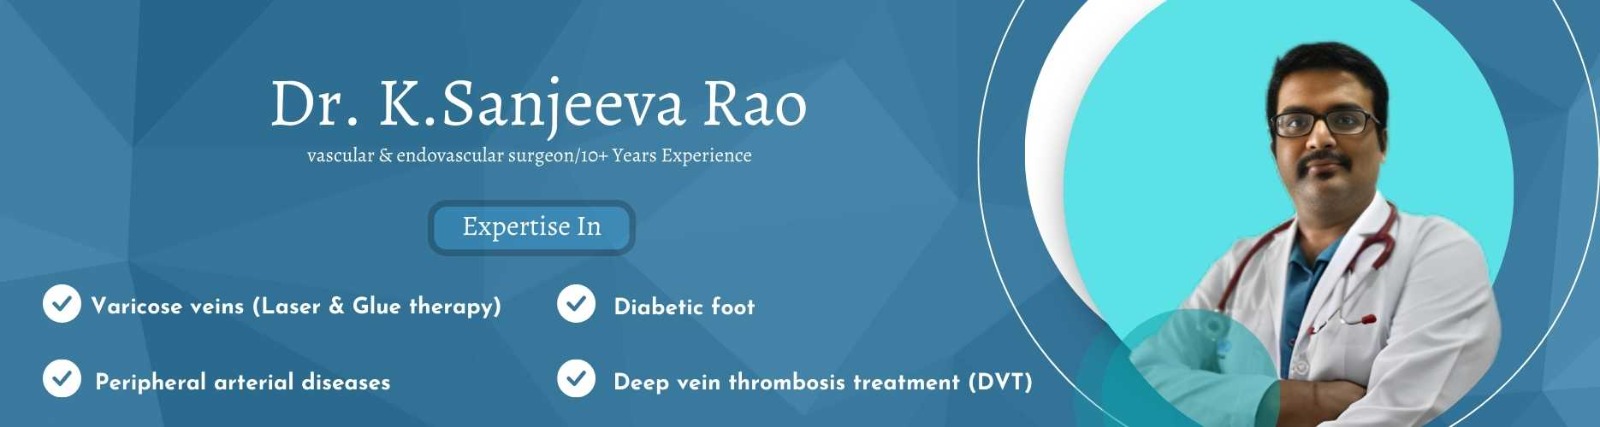 Dr. K.Sanjeeva Rao
vascular & endovascular surgeon/10+ Years Experience
Expertise In
Varicose veins (Laser & Glue therapy)
Diabetic foot
Peripheral arterial diseases
Deep vein thrombosis treatment (DVT)